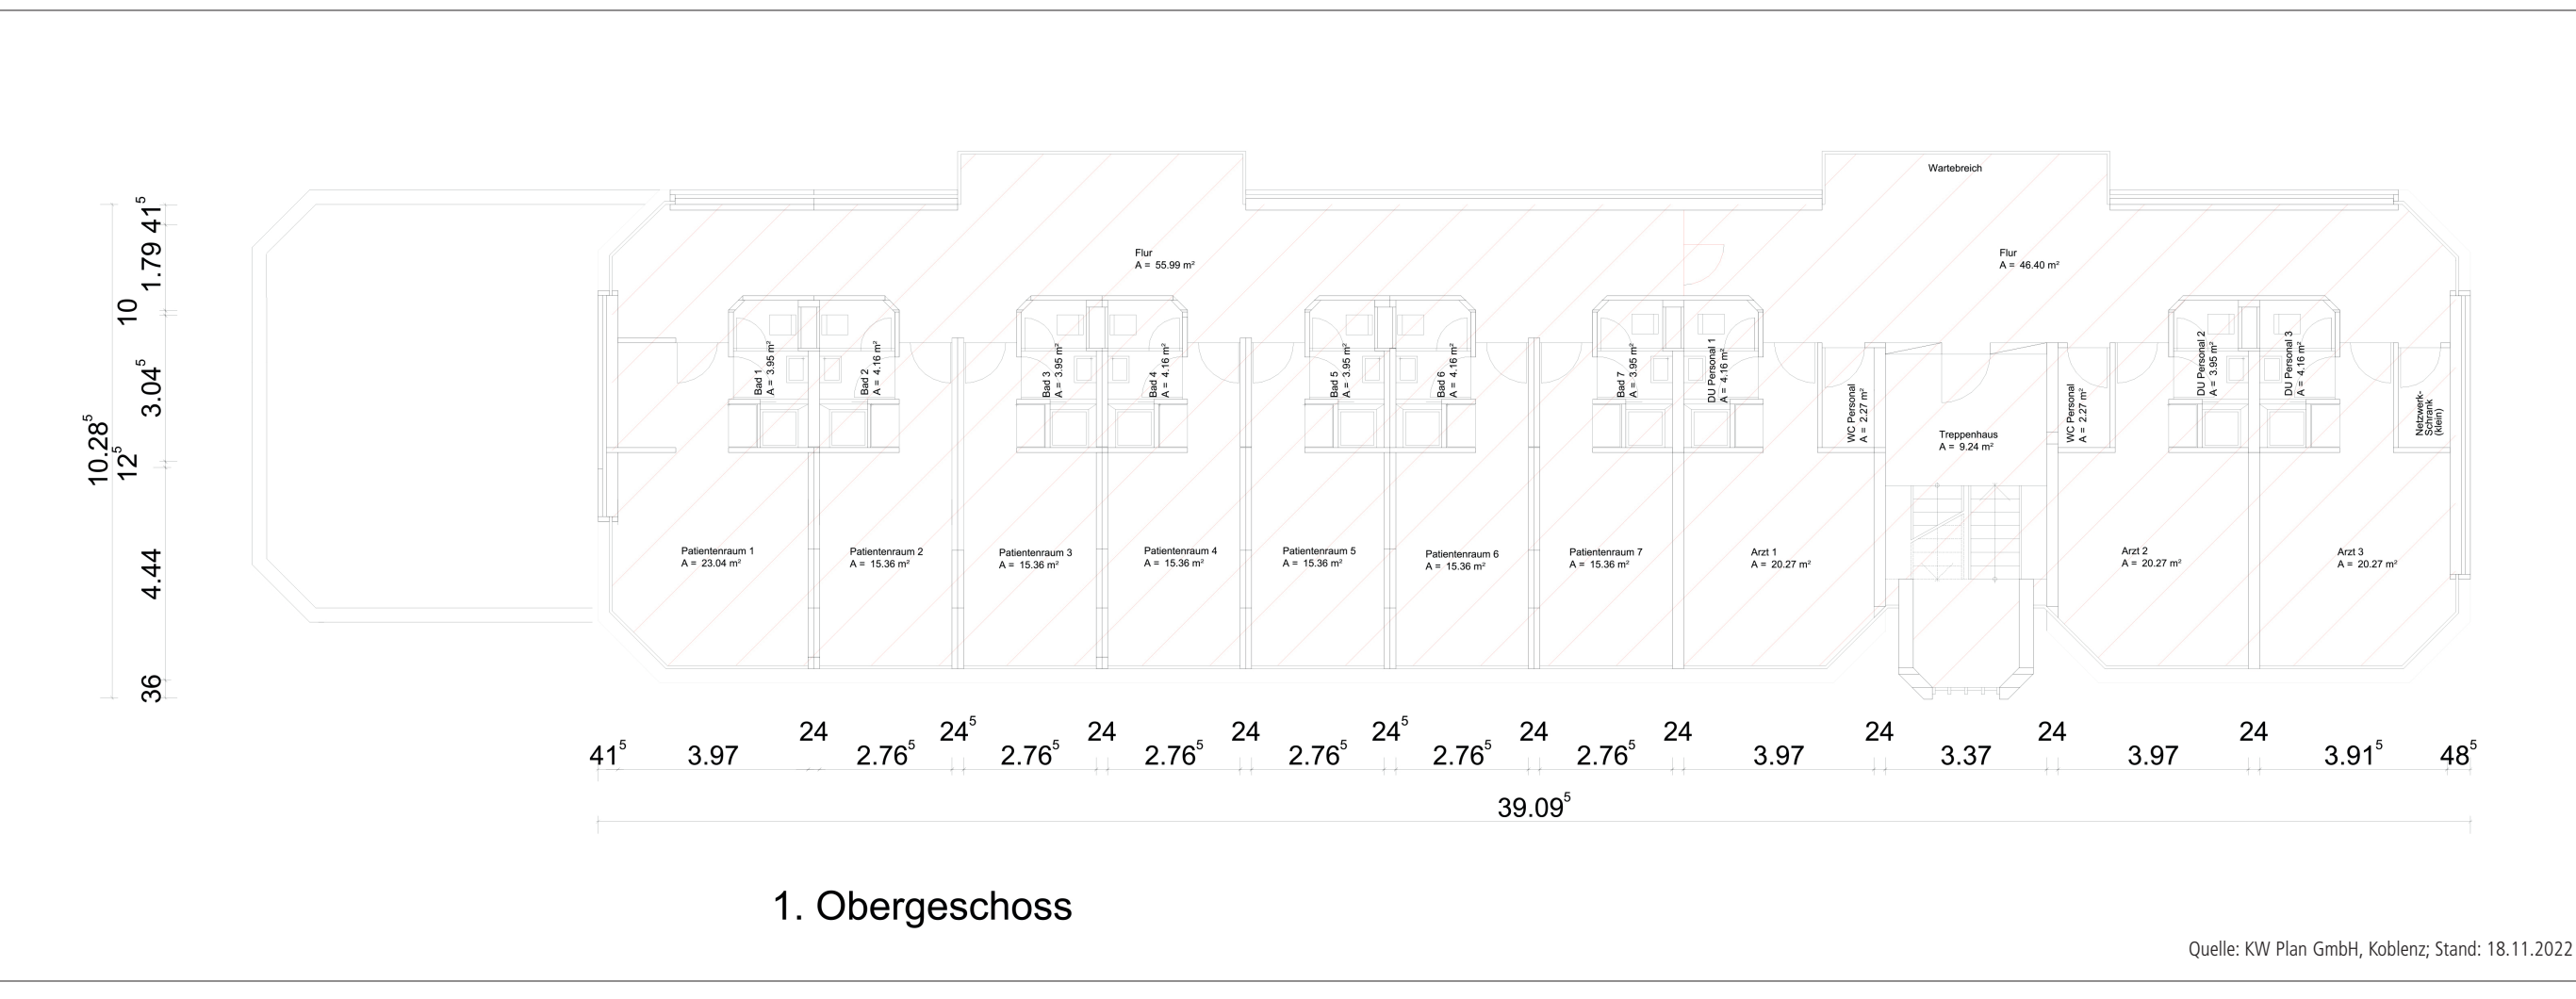 Wartebreich
Flur
A = 55.99 m²
Flur
A = 46.40 m²
Bad 1
A = 3.95 m²
Bad 2
A = 4.16 m²
Bad 3
A = 3.95 m²
Bad 4
A = 4.16 m²
Bad 5
A = 3.95 m²
Bad 6
A = 4.16 m²
Bad 7
A = 3.95 m²
DU Personal 1
A = 4.16 m²
WC Personal
A = 2.27 m²
Treppenhaus
A = 9.24 m²
WC Personal
A = 2.27 m²
DU Personal 2
A = 3.95 m²
DU Personal 3
A = 4.16 m²
Netzwerk-
Schrank
(klein)
Patientenraum 1
A = 23.04 m²
Patientenraum 2
A = 15.36 m²
Patientenraum 3
A = 15.36 m²
Patientenraum 4
A = 15.36 m²
Patientenraum 5
A = 15.36 m²
Patientenraum 6
A = 15.36 m²
Patientenraum 7
A = 15.36 m²
Arzt 1
A = 20.27 m²
Arzt 2
A = 20.27 m²
Arzt 3
A = 20.27 m²
10.28⁵
10
12⁵
41⁵
1.79
3.04⁵
4.44
36
24 24⁵ 24 24 24⁵ 24 24 24 24 24
41⁵ 3.97 2.76⁵ 2.76⁵ 2.76⁵ 2.76⁵ 2.76⁵ 2.76⁵ 3.97 3.37 3.97 3.91⁵ 48⁵
39.09⁵
1. Obergeschoss
Quelle: KW Plan GmbH, Koblenz; Stand: 18.11.2022